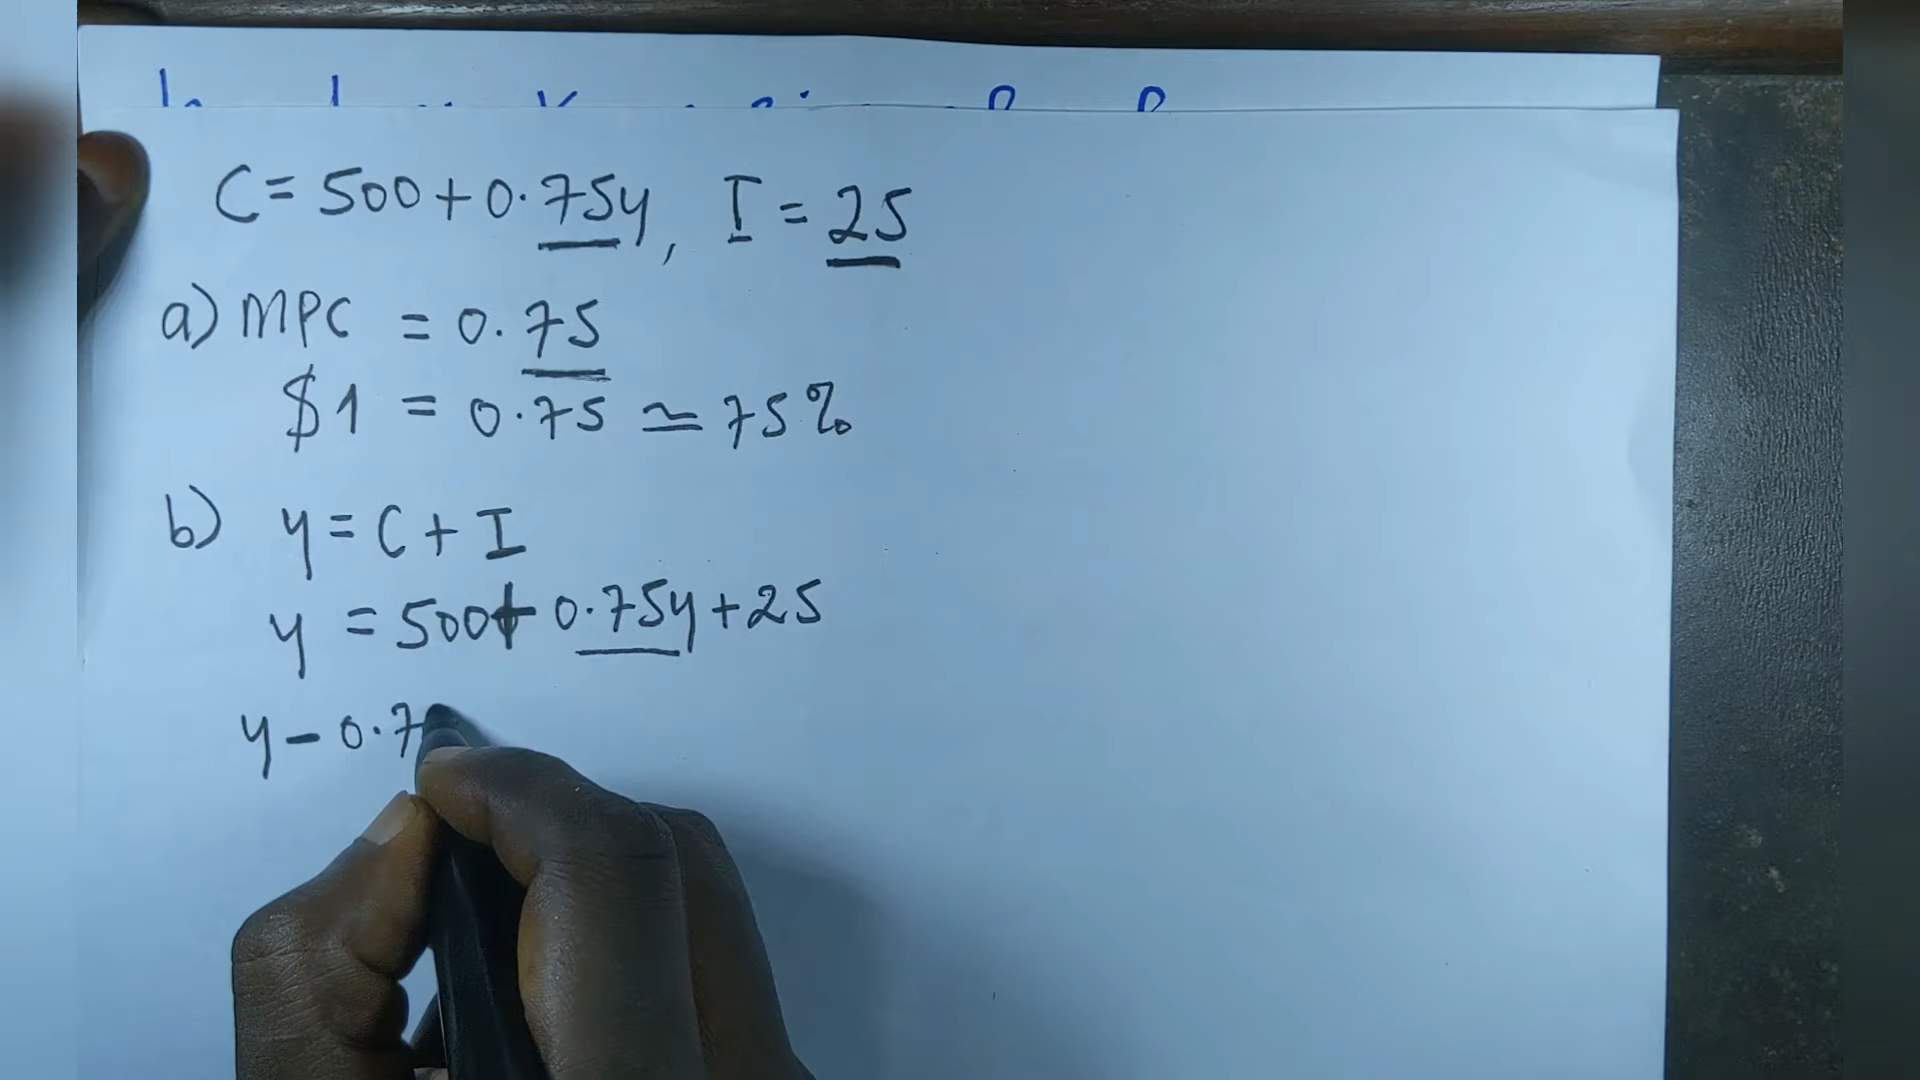 C = 500 + 0.75y, I = 25
a) MPC = 0.75
$1 = 0.75 ≃ 75%
b) y = C + I
y = 500 + 0.75y + 25
y - 0.7